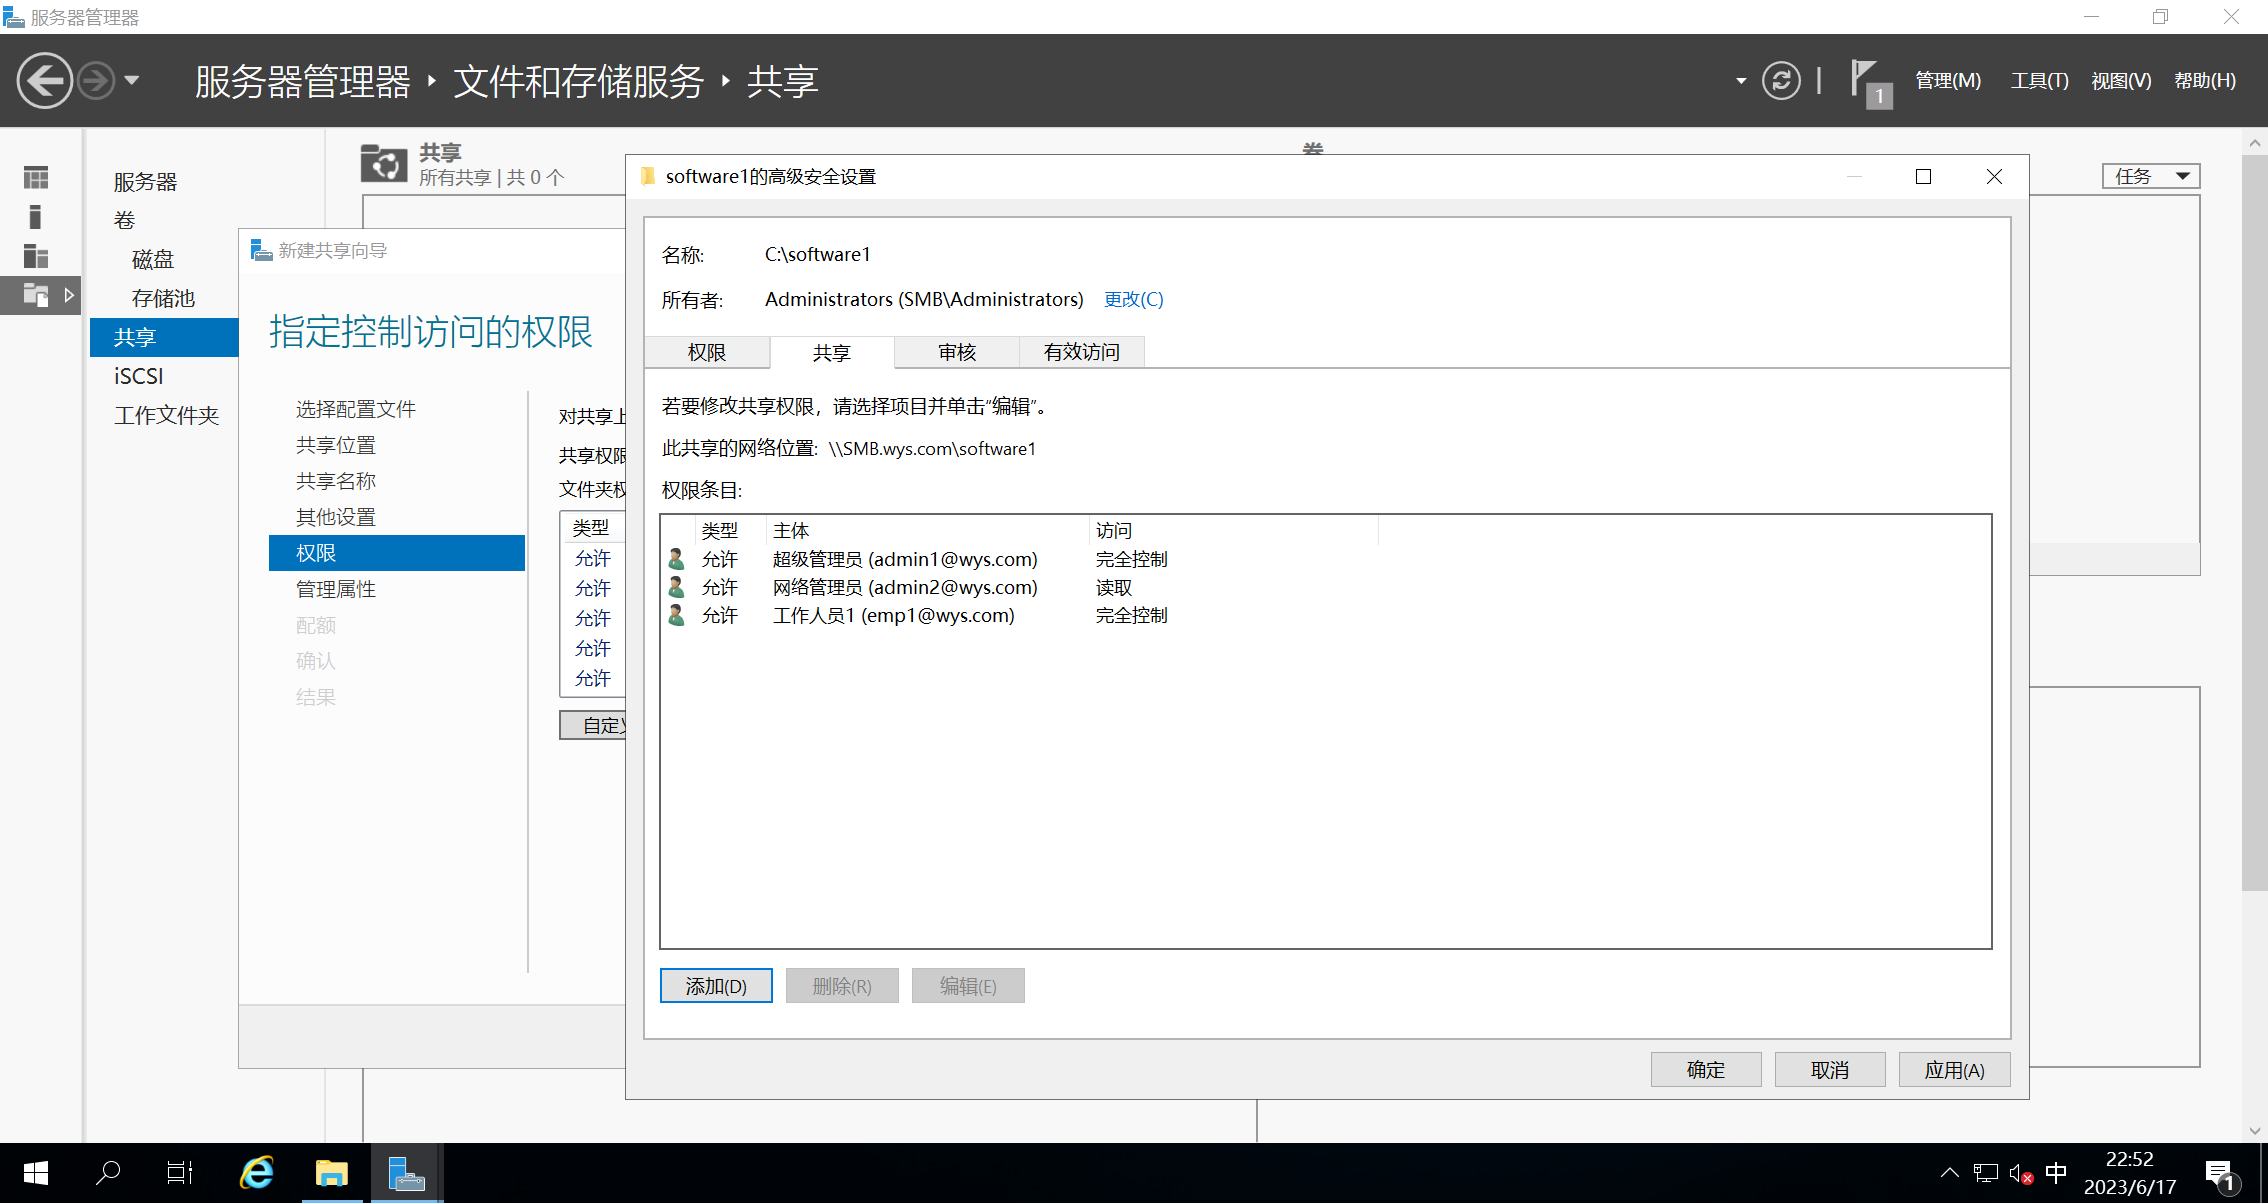 服务器管理器
服务器管理器 ‣ 文件和存储服务 ‣ 共享
1
管理(M) 工具(T) 视图(V) 帮助(H)
服务器
卷
磁盘
存储池
共享
iSCSI
工作文件夹
共享
所有共享 | 共 0 个
卷
任务
新建共享向导
指定控制访问的权限
选择配置文件
共享位置
共享名称
其他设置
权限
管理属性
配额
确认
结果
对共享上
共享权限
文件夹权
类型
允许
允许
允许
允许
允许
自定义
software1的高级安全设置
名称: C:\software1
所有者: Administrators (SMB\Administrators) 更改(C)
权限 共享 审核 有效访问
若要修改共享权限，请选择项目并单击“编辑”。
此共享的网络位置: \\SMB.wys.com\software1
权限条目:
类型 主体 访问
允许 超级管理员 (admin1@wys.com) 完全控制
允许 网络管理员 (admin2@wys.com) 读取
允许 工作人员1 (emp1@wys.com) 完全控制
添加(D) 删除(R) 编辑(E)
确定 取消 应用(A)
中
22:52
2023/6/17
1